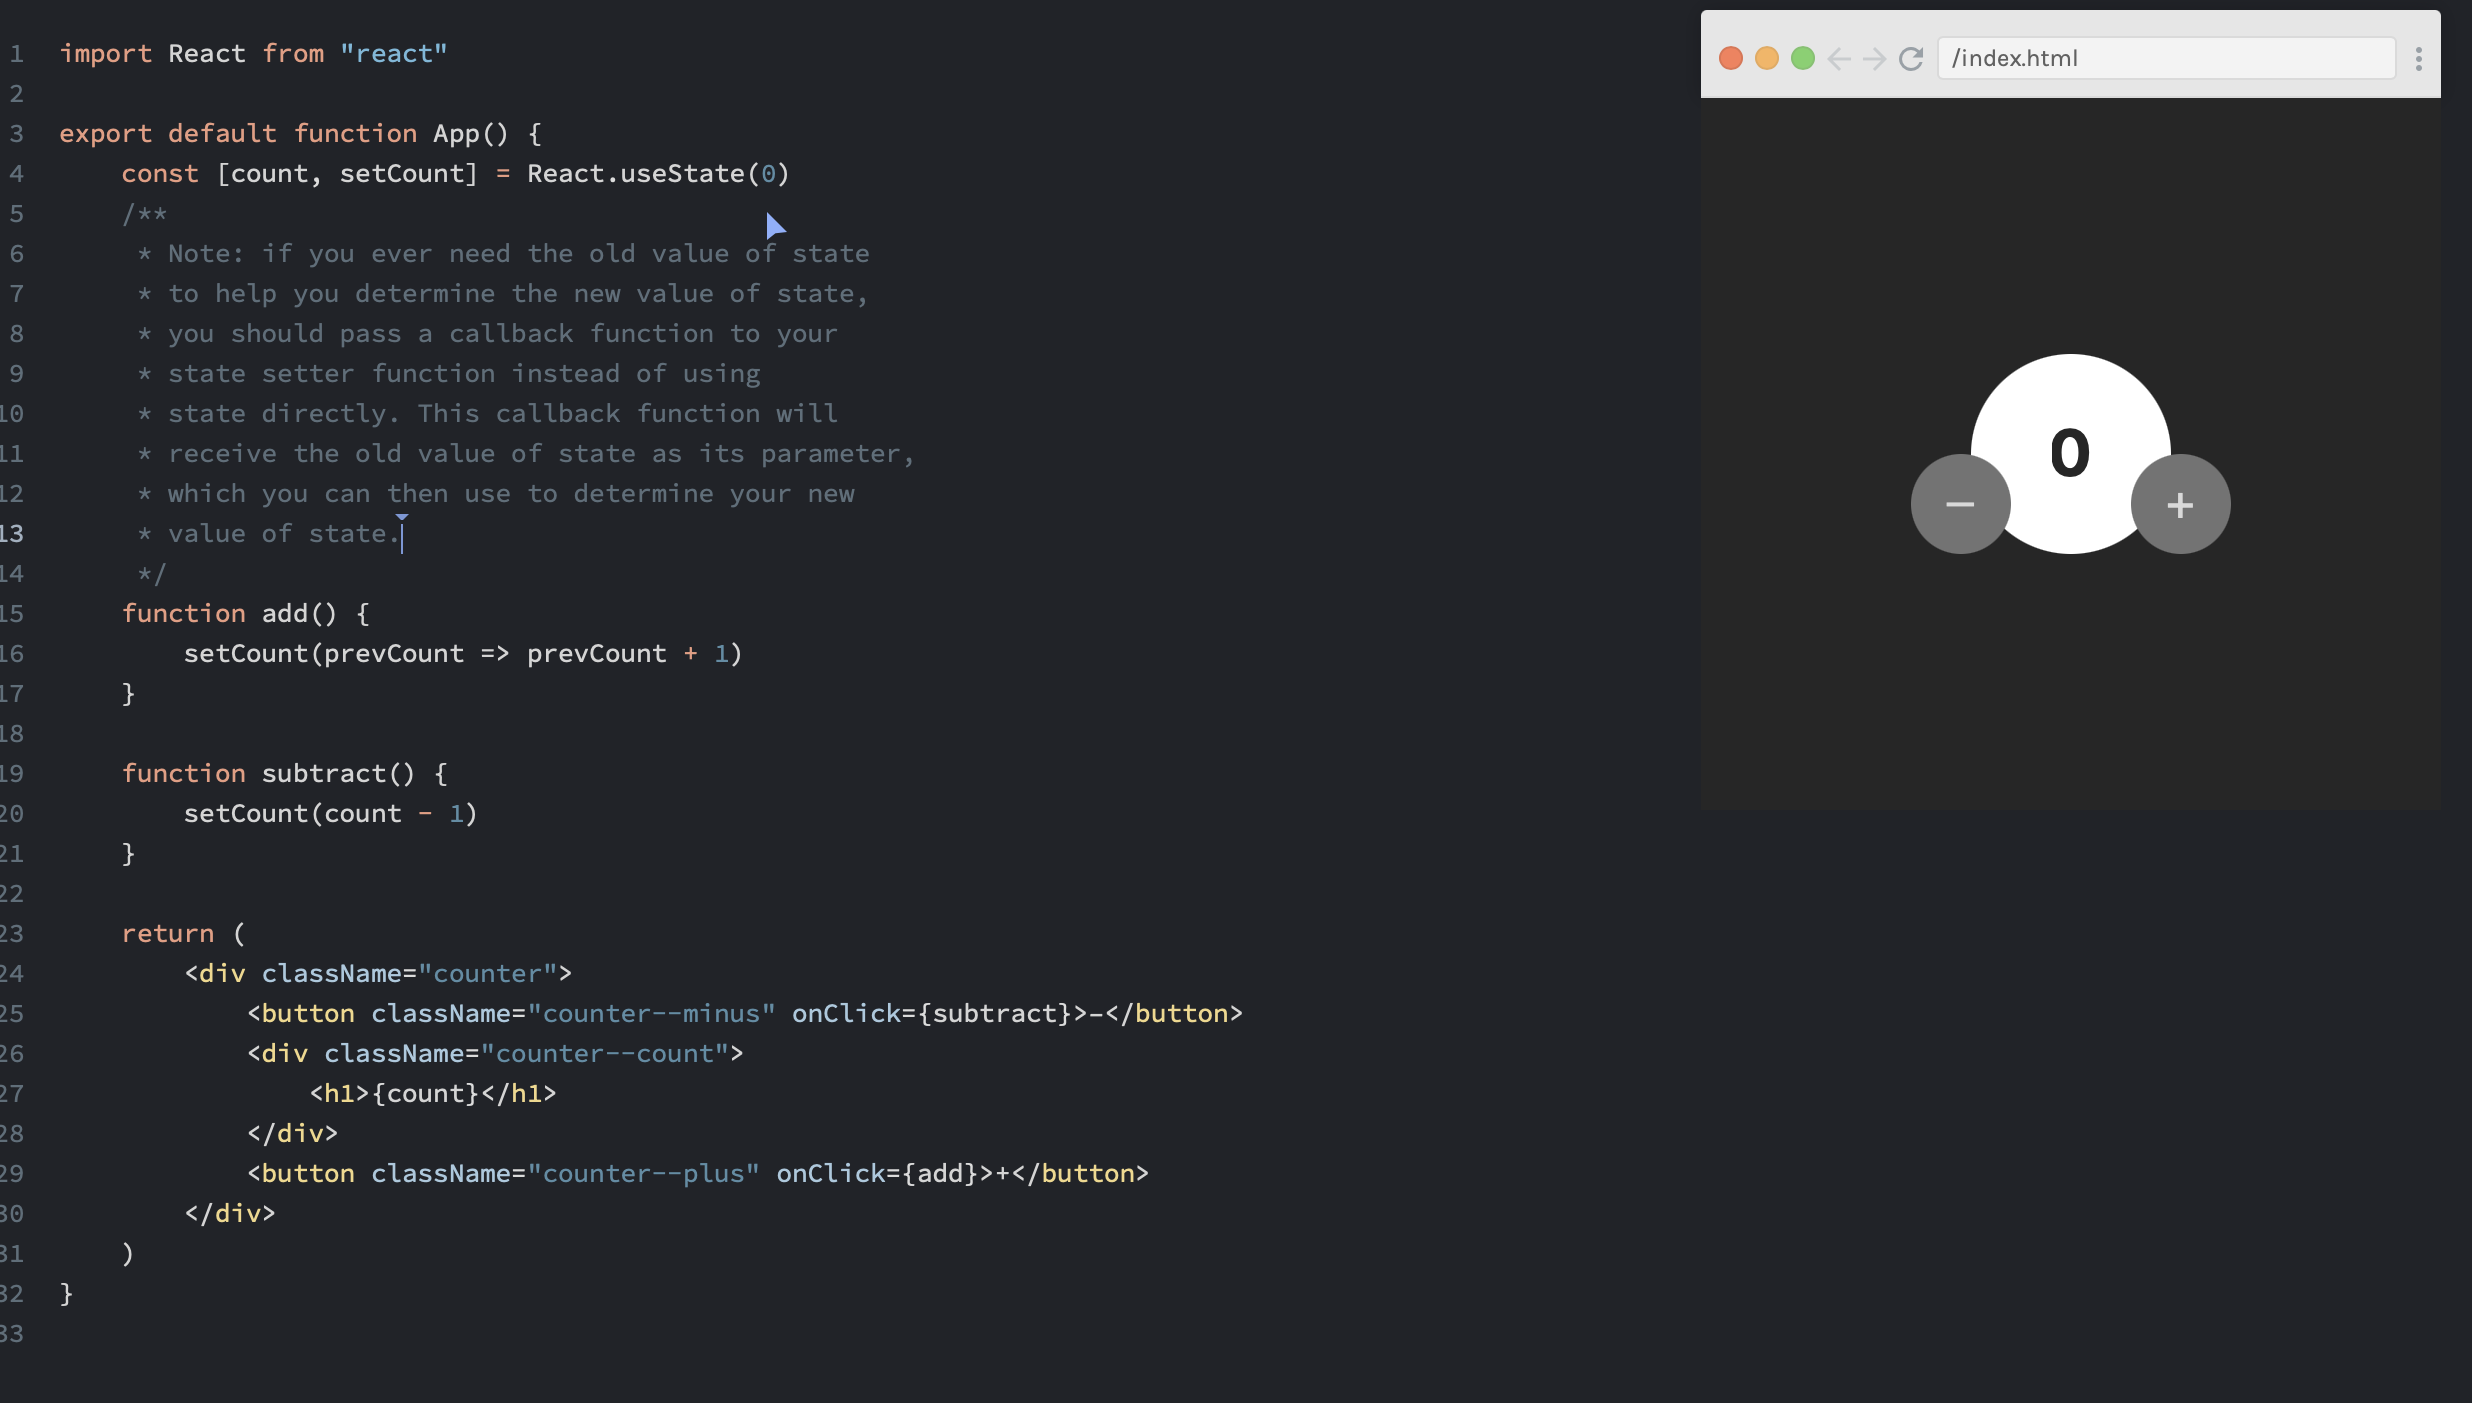 1 import React from "react"
2
3 export default function App() {
4     const [count, setCount] = React.useState(0)
5     /**
6      * Note: if you ever need the old value of state
7      * to help you determine the new value of state,
8      * you should pass a callback function to your
9      * state setter function instead of using
10      * state directly. This callback function will
11      * receive the old value of state as its parameter,
12      * which you can then use to determine your new
13      * value of state.
14      */
15     function add() {
16         setCount(prevCount => prevCount + 1)
17     }
18
19     function subtract() {
20         setCount(count - 1)
21     }
22
23     return (
24         <div className="counter">
25             <button className="counter--minus" onClick={subtract}>–</button>
26             <div className="counter--count">
27                 <h1>{count}</h1>
28             </div>
29             <button className="counter--plus" onClick={add}>+</button>
30         </div>
31     )
32 }
33
/index.html
0
–
+